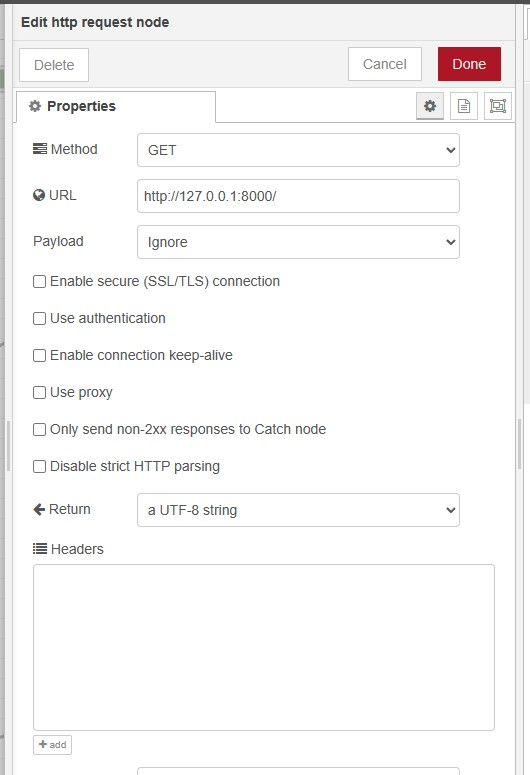 Edit http request node
Delete
Cancel
Done
Properties
Method
GET
URL
http://127.0.0.1:8000/
Payload
Ignore
Enable secure (SSL/TLS) connection
Use authentication
Enable connection keep-alive
Use proxy
Only send non-2xx responses to Catch node
Disable strict HTTP parsing
Return
a UTF-8 string
Headers
add